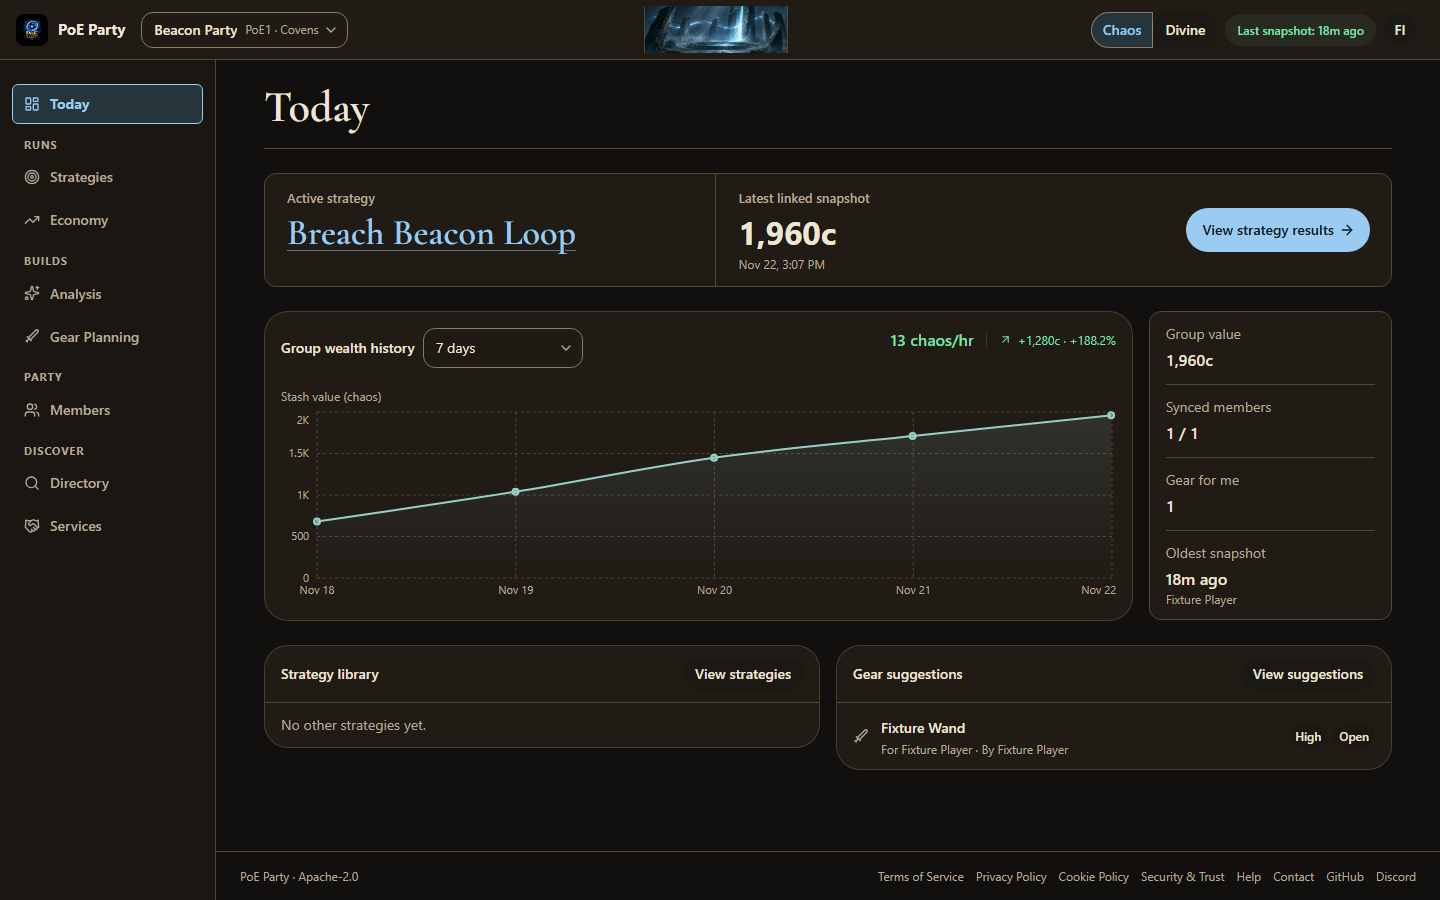 PoE Party
Beacon Party PoE1 · Covens
Chaos
Divine
Last snapshot: 18m ago
FI
Today
RUNS
Strategies
Economy
BUILDS
Analysis
Gear Planning
PARTY
Members
DISCOVER
Directory
Services
Today
Active strategy
Breach Beacon Loop
Latest linked snapshot
1,960c
Nov 22, 3:07 PM
View strategy results →
Group wealth history
7 days
13 chaos/hr
+1,280c · +188.2%
Stash value (chaos)
2K
1.5K
1K
500
0
Nov 18
Nov 19
Nov 20
Nov 21
Nov 22
Group value
1,960c
Synced members
1 / 1
Gear for me
1
Oldest snapshot
18m ago
Fixture Player
Strategy library
View strategies
No other strategies yet.
Gear suggestions
View suggestions
Fixture Wand
For Fixture Player · By Fixture Player
High
Open
PoE Party · Apache-2.0
Terms of Service Privacy Policy Cookie Policy Security & Trust Help Contact GitHub Discord